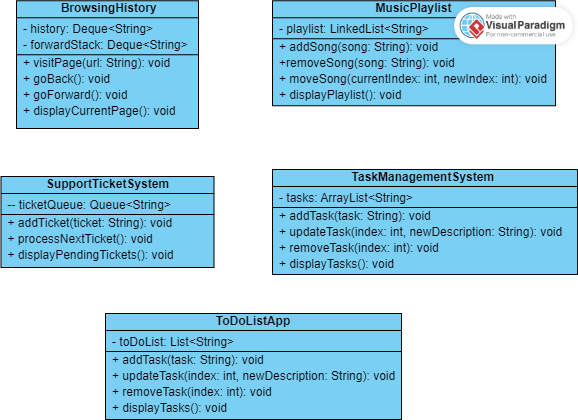 BrowsingHistory
- history: Deque<String>
- forwardStack: Deque<String>
+ visitPage(url: String): void
+ goBack(): void
+ goForward(): void
+ displayCurrentPage(): void
MusicPlaylist
- playlist: LinkedList<String>
+ addSong(song: String): void
+removeSong(song: String): void
+ moveSong(currentIndex: int, newIndex: int): void
+ displayPlaylist(): void
Made with
VisualParadigm
For non-commercial use
SupportTicketSystem
-- ticketQueue: Queue<String>
+ addTicket(ticket: String): void
+ processNextTicket(): void
+ displayPendingTickets(): void
TaskManagementSystem
- tasks: ArrayList<String>
+ addTask(task: String): void
+ updateTask(index: int, newDescription: String): void
+ removeTask(index: int): void
+ displayTasks(): void
ToDoListApp
- toDoList: List<String>
+ addTask(task: String): void
+ updateTask(index: int, newDescription: String): void
+ removeTask(index: int): void
+ displayTasks(): void